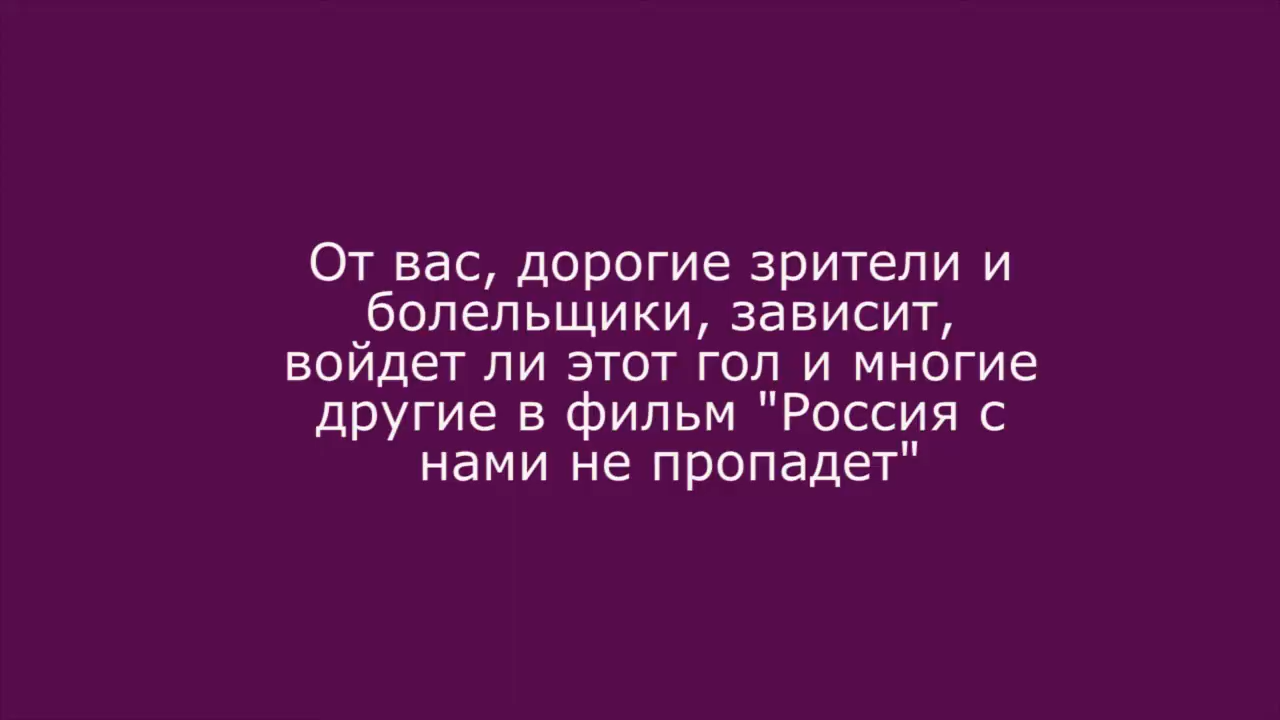 От вас, дорогие зрители и
болельщики, зависит,
войдет ли этот гол и многие
другие в фильм "Россия с
нами не пропадет"